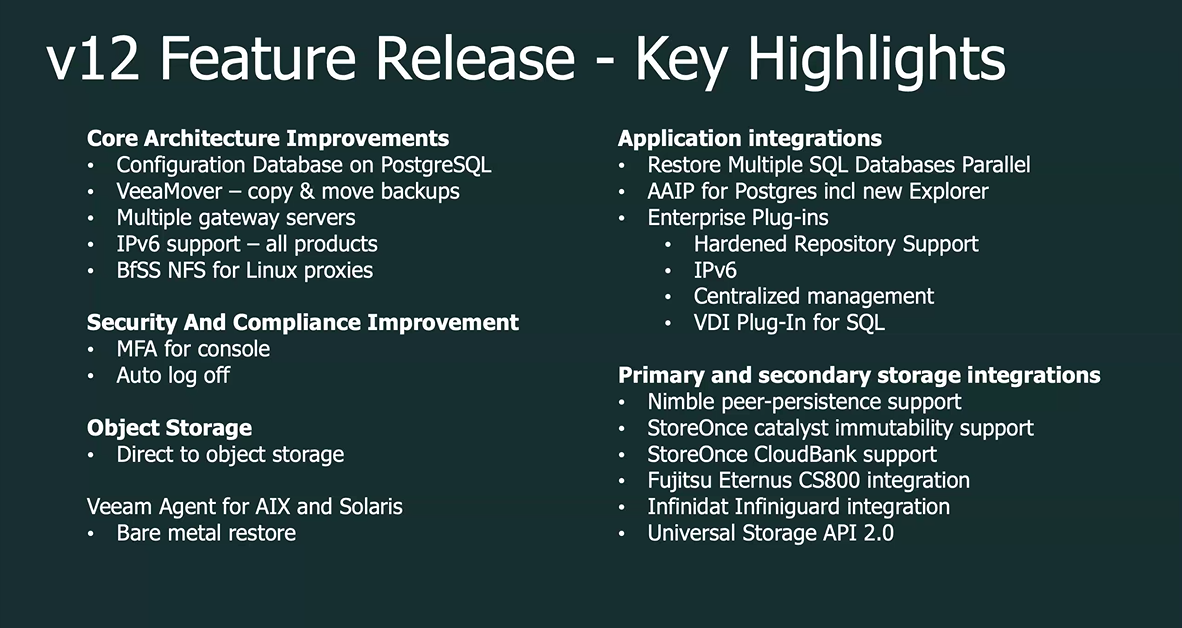 v12 Feature Release - Key Highlights
Core Architecture Improvements
• Configuration Database on PostgreSQL
• VeeaMover – copy & move backups
• Multiple gateway servers
• IPv6 support – all products
• BfSS NFS for Linux proxies
Security And Compliance Improvement
• MFA for console
• Auto log off
Object Storage
• Direct to object storage
Veeam Agent for AIX and Solaris
• Bare metal restore
Application integrations
• Restore Multiple SQL Databases Parallel
• AAIP for Postgres incl new Explorer
• Enterprise Plug-ins
• Hardened Repository Support
• IPv6
• Centralized management
• VDI Plug-In for SQL
Primary and secondary storage integrations
• Nimble peer-persistence support
• StoreOnce catalyst immutability support
• StoreOnce CloudBank support
• Fujitsu Eternus CS800 integration
• Infinidat Infiniguard integration
• Universal Storage API 2.0